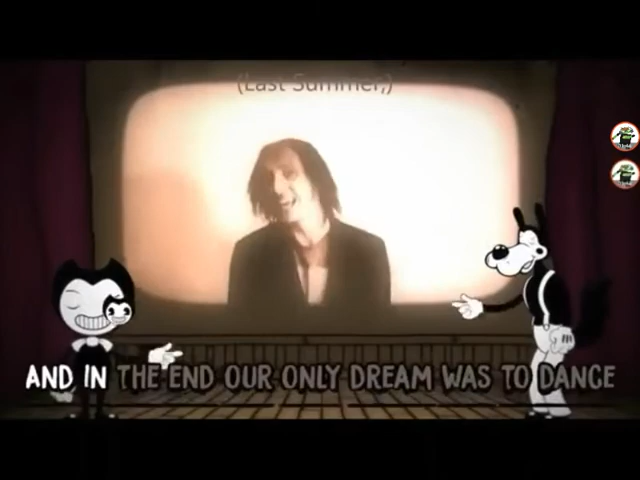 (Last Summer,)
AND IN THE END OUR ONLY DREAM WAS TO DANCE